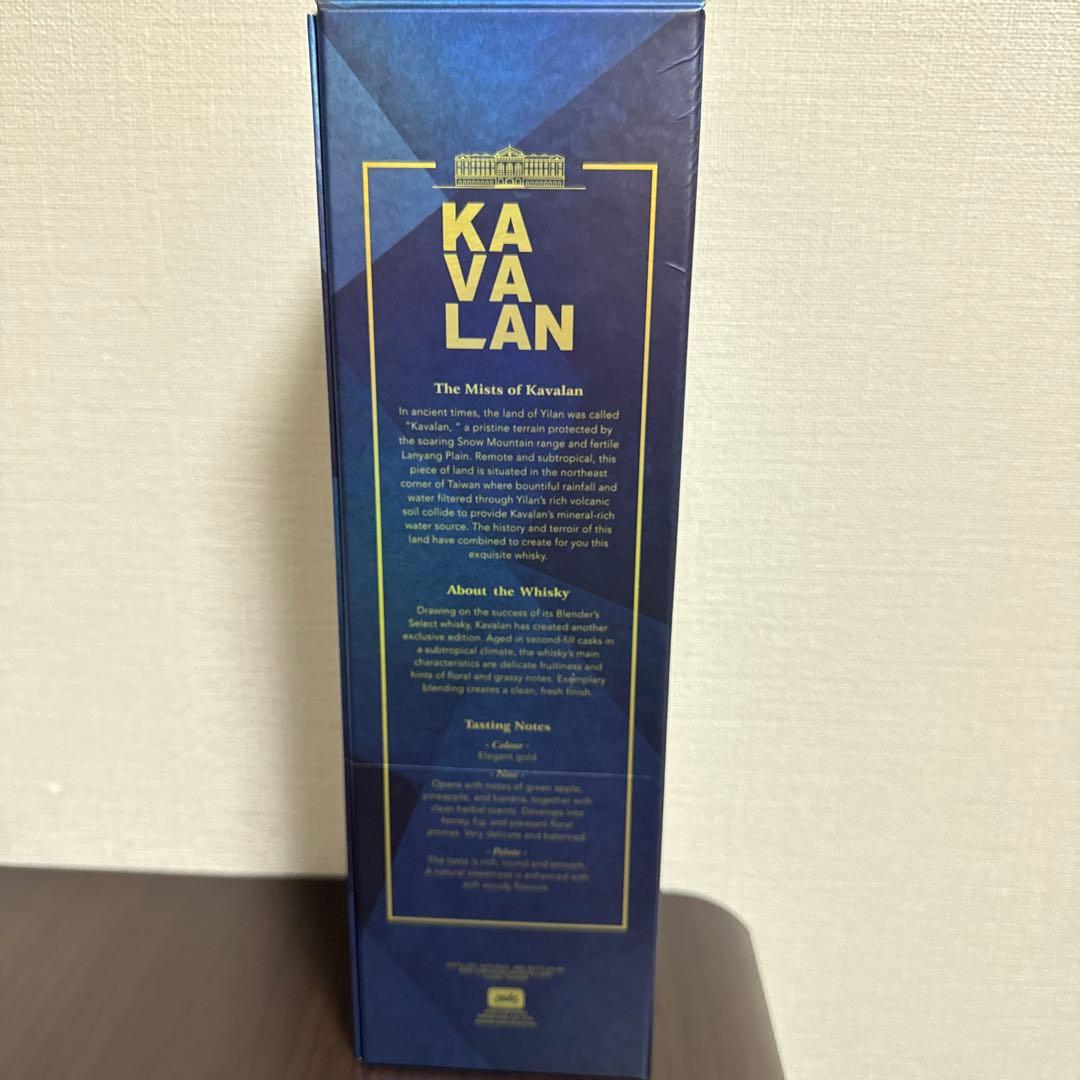 KA
VA
LAN
The Mists of Kavalan
In ancient times, the land of Yilan was called
"Kavalan, " a pristine terrain protected by
the soaring Snow Mountain range and fertile
Lanyang Plain. Remote and subtropical, this
piece of land is situated in the northeast
corner of Taiwan where bountiful rainfall and
water filtered through Yilan's rich volcanic
soil collide to provide Kavalan's mineral-rich
water source. The history and terroir of this
land have combined to create for you this
exquisite whisky.
About the Whisky
Drawing on the success of its Blender's
Select whisky, Kavalan has created another
exclusive edition. Aged in second-fill casks in
a subtropical climate, the whisky's main
characteristics are delicate fruitiness and
hints of floral and grassy notes. Exemplary
blending creates a clean, fresh finish.
Tasting Notes
- Colour -
Elegant gold
- Nose -
Opens with notes of green apple,
pineapple, and banana, together with
clean herbal scents. Develops into
honey, fig, and pleasant floral
aromas. Very delicate and balanced.
- Palate -
The taste is rich, round and smooth.
A natural sweetness is enhanced with
soft woody flavours